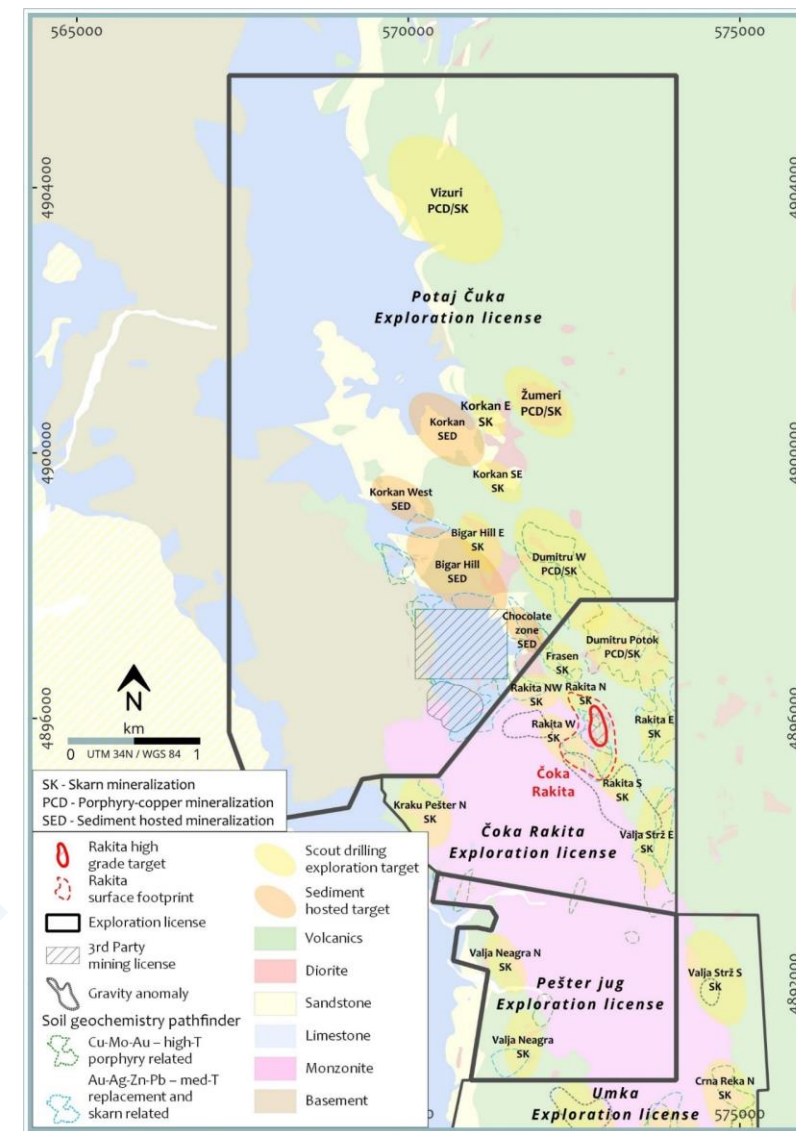 565000
570000
575000
4904000
4904000
Vizuri
PCD/SK
Potaj Čuka
Exploration license
Korkan E
SK
Žumeri
PCD/SK
Korkan
SED
4900000
4900000
Korkan SE
SK
Korkan West
SED
Bigar Hill E
SK
Bigar Hill
SED
Dumitru W
PCD/SK
Chocolate
zone
SED
Frasen
SK
Dumitru Potok
PCD/SK
Rakita NW
SK
Rakita N
SK
4896000
4896000
Rakita W
SK
Rakita E
SK
N
km
0
1
UTM 34N / WGS 84
Čoka
Rakita
Rakita S
SK
Kraku Pešter N
SK
Čoka Rakita
Exploration license
Valja Strž E
SK
SK - Skarn mineralization
PCD - Porphyry-copper mineralization
SED - Sediment hosted mineralization
Rakita high
grade target
Rakita
surface footprint
Exploration license
3rd Party
mining license
Gravity anomaly
Soil geochemistry pathfinder
Cu-Mo-Au – high-T
porphyry related
Au-Ag-Zn-Pb – med-T
replacement and
skarn related
Scout drilling
exploration target
Sediment
hosted target
Volcanics
Diorite
Sandstone
Limestone
Monzonite
Basement
Valja Neagra N
SK
Pešter jug
Exploration license
Valja Strž S
SK
4892000
Valja Neagra
SK
Umka
Exploration license
Crna Reka N
SK
575000